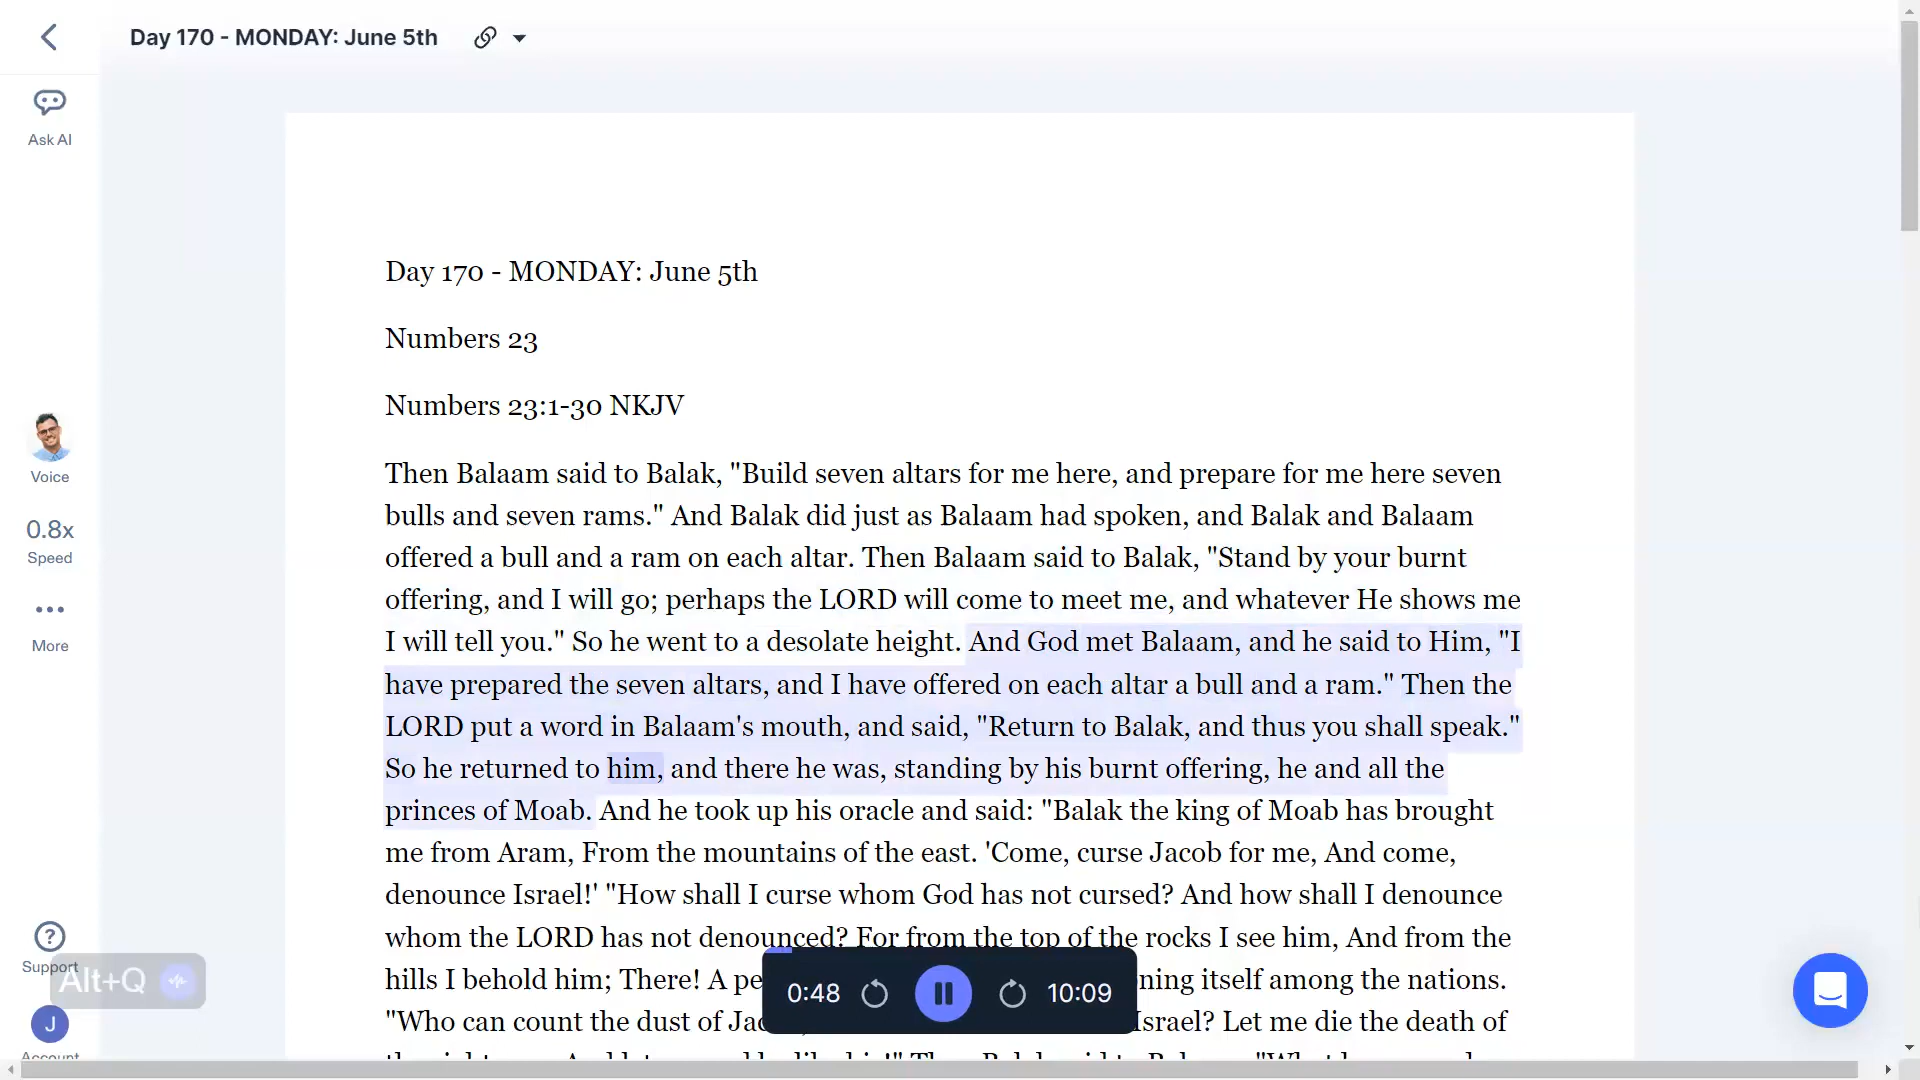 Day 170 - MONDAY: June 5th
Ask AI
Voice
0.8x
Speed
More
Support
Alt+Q
J
Account
Day 170 - MONDAY: June 5th
Numbers 23
Numbers 23:1-30 NKJV
Then Balaam said to Balak, "Build seven altars for me here, and prepare for me here seven
bulls and seven rams." And Balak did just as Balaam had spoken, and Balak and Balaam
offered a bull and a ram on each altar. Then Balaam said to Balak, "Stand by your burnt
offering, and I will go; perhaps the LORD will come to meet me, and whatever He shows me
I will tell you." So he went to a desolate height. And God met Balaam, and he said to Him, "I
have prepared the seven altars, and I have offered on each altar a bull and a ram." Then the
LORD put a word in Balaam's mouth, and said, "Return to Balak, and thus you shall speak."
So he returned to him, and there he was, standing by his burnt offering, he and all the
princes of Moab. And he took up his oracle and said: "Balak the king of Moab has brought
me from Aram, From the mountains of the east. 'Come, curse Jacob for me, And come,
denounce Israel!' "How shall I curse whom God has not cursed? And how shall I denounce
whom the LORD has not denounced? For from the top of the rocks I see him, And from the
hills I behold him; There! A pe ning itself among the nations.
"Who can count the dust of Jac Israel? Let me die the death of
0:48
10:09